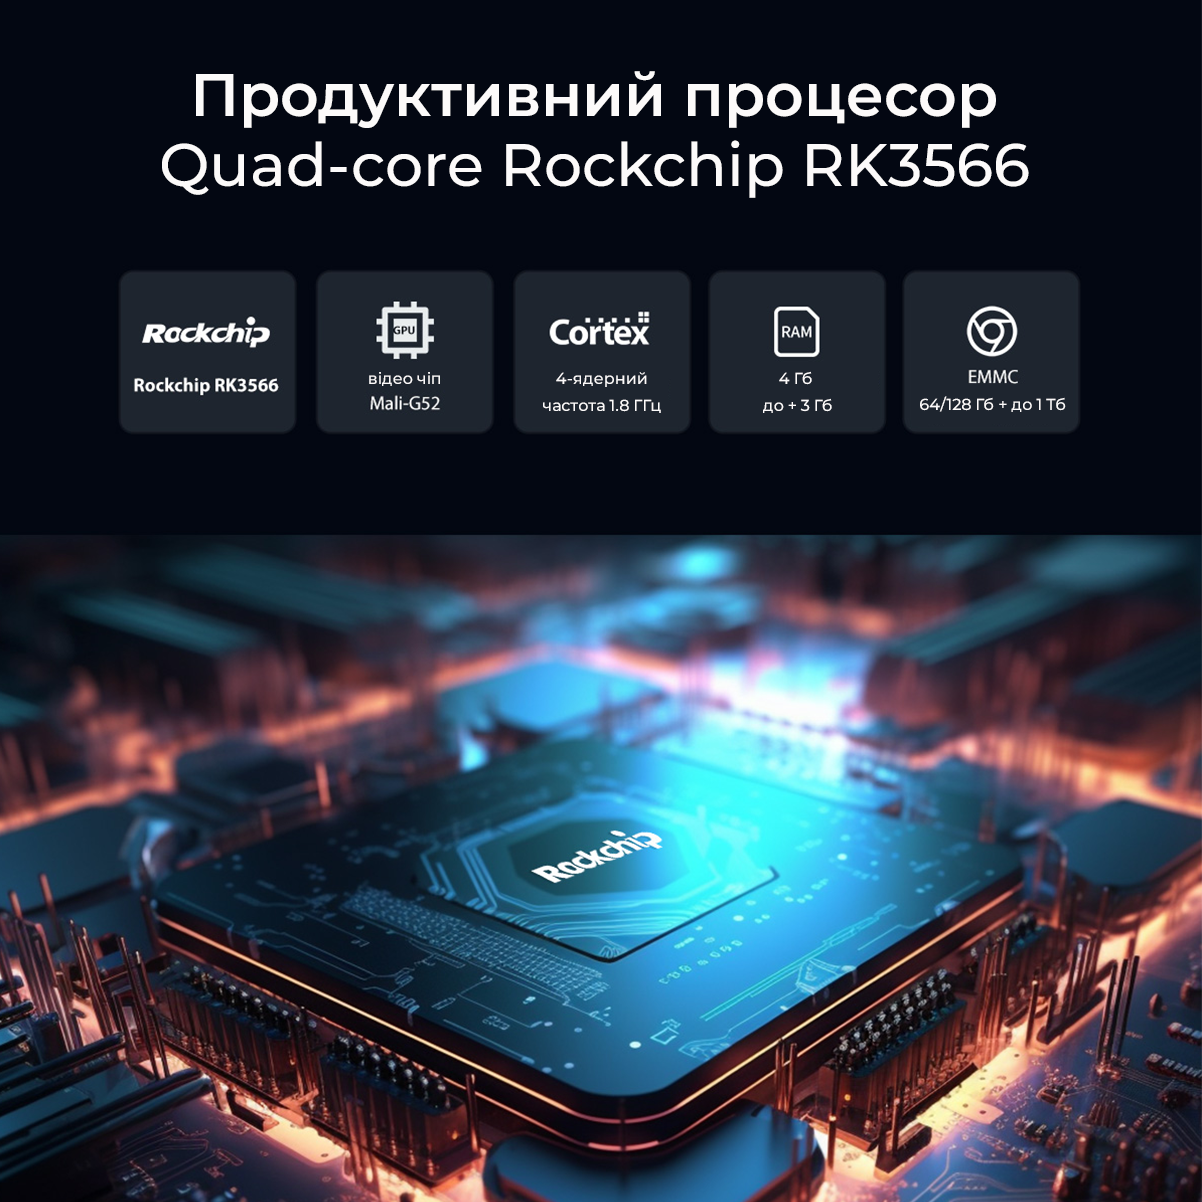 Продуктивний процесор
Quad-core Rockchip RK3566
Rockchip
Rockchip RK3566
GPU
відео чіп
Mali-G52
Cortex
4-ядерний
частота 1.8 ГГц
RAM
4 Гб
до + 3 Гб
EMMC
64/128 Гб + до 1 Тб
Rockchip